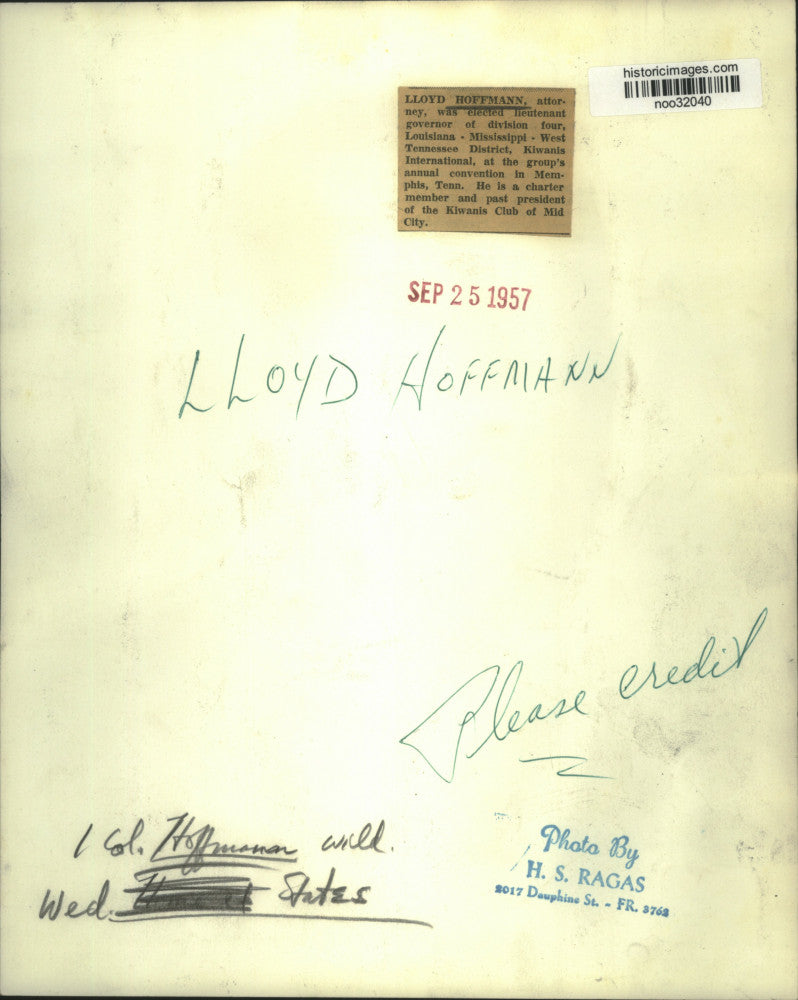 historicimages.com
noo32040
LLOYD HOFFMANN, attor-
ney, was elected lieutenant
governor of division four,
Louisiana - Mississippi - West
Tennessee District, Kiwanis
International, at the group's
annual convention in Mem-
phis, Tenn. He is a charter
member and past president
of the Kiwanis Club of Mid
City.
SEP 25 1957
LLOYD HOFFMANN
Please credit
1 Col. Hoffmann
Wed. States
Photo By
H. S. RAGAS
2017 Dauphine St. - FR. 3762